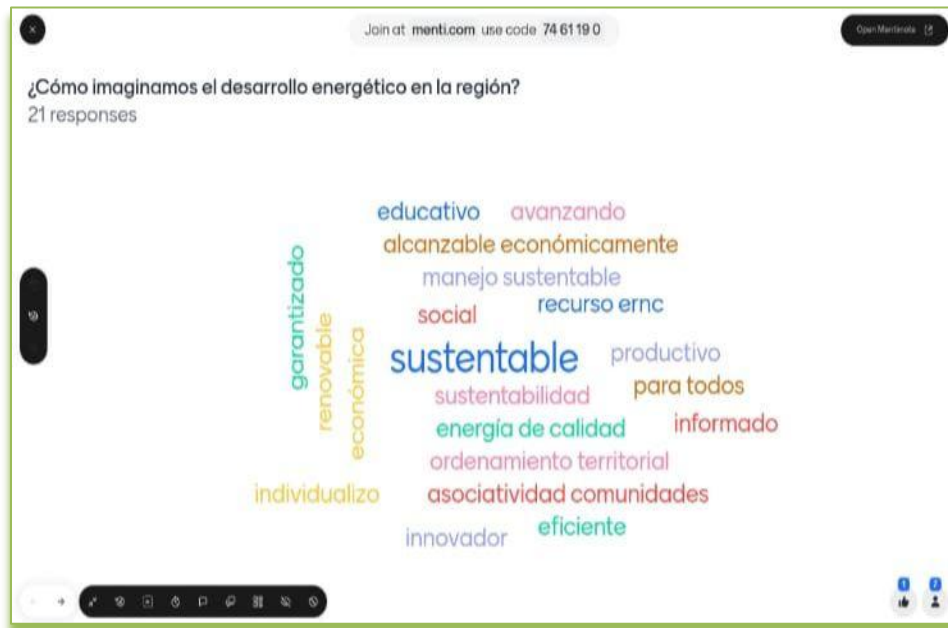 Join at menti.com use code 74 61 19 0
¿Cómo imaginamos el desarrollo energético en la región?
21 responses
educativo avanzando
alcanzable económicamente
manejo sustentable
recurso ernc
social
garantizado
renovable
económica
sustentable
productivo
para todos
sustentabilidad
informado
energía de calidad
ordenamiento territorial
individualizo
asociatividad comunidades
eficiente
innovador